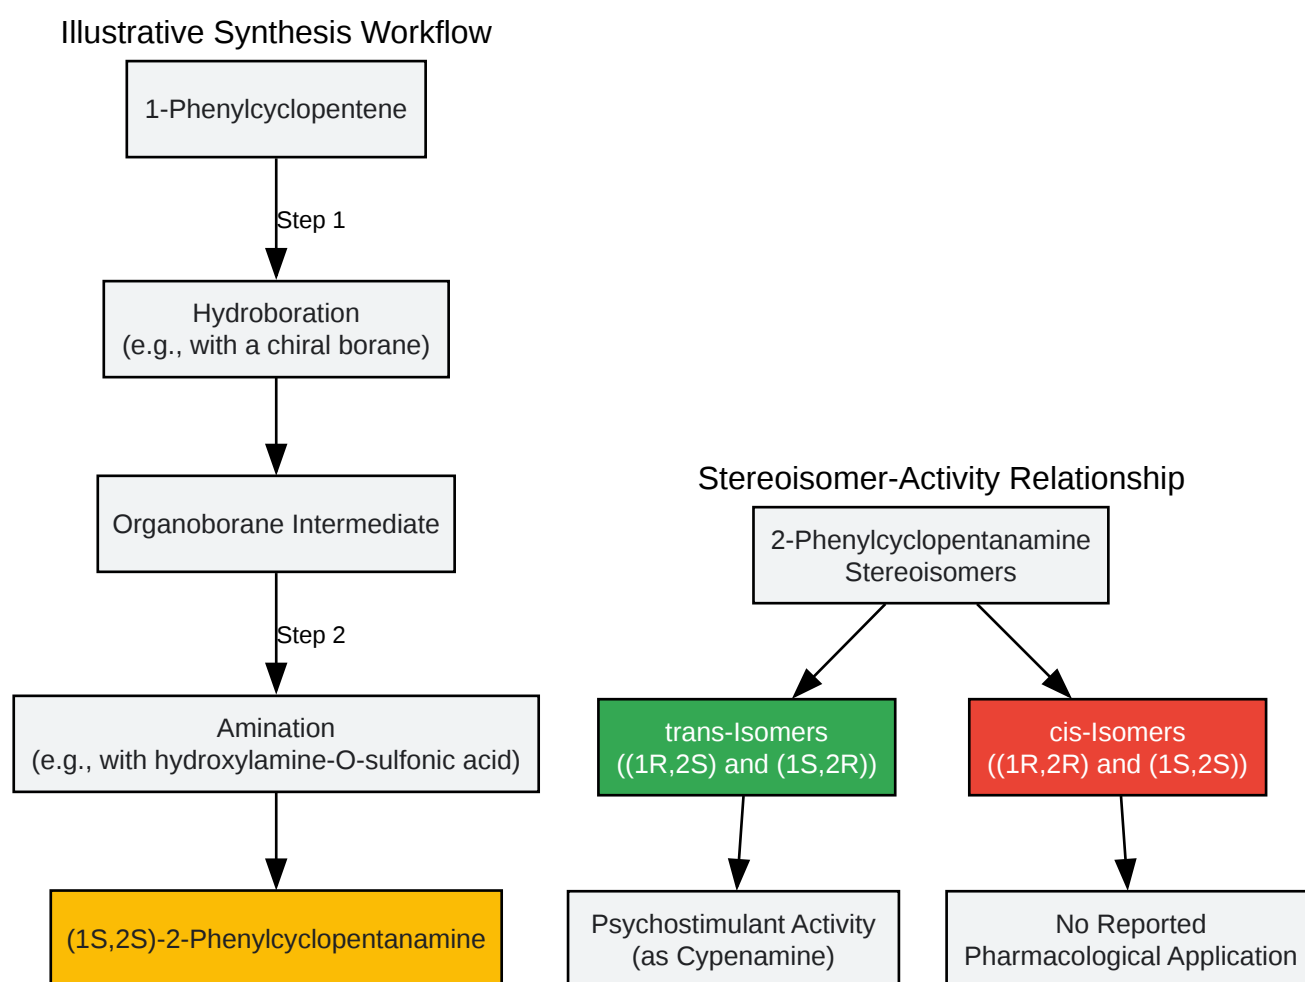 Illustrative Synthesis Workflow
1-Phenylcyclopentene
Step 1
Hydroboration
(e.g., with a chiral borane)
Organoborane Intermediate
Step 2
Amination
(e.g., with hydroxylamine-O-sulfonic acid)
(1S,2S)-2-Phenylcyclopentanamine
Stereoisomer-Activity Relationship
2-Phenylcyclopentanamine
Stereoisomers
trans-Isomers
((1R,2S) and (1S,2R))
cis-Isomers
((1R,2R) and (1S,2S))
Psychostimulant Activity
(as Cypenamine)
No Reported
Pharmacological Application